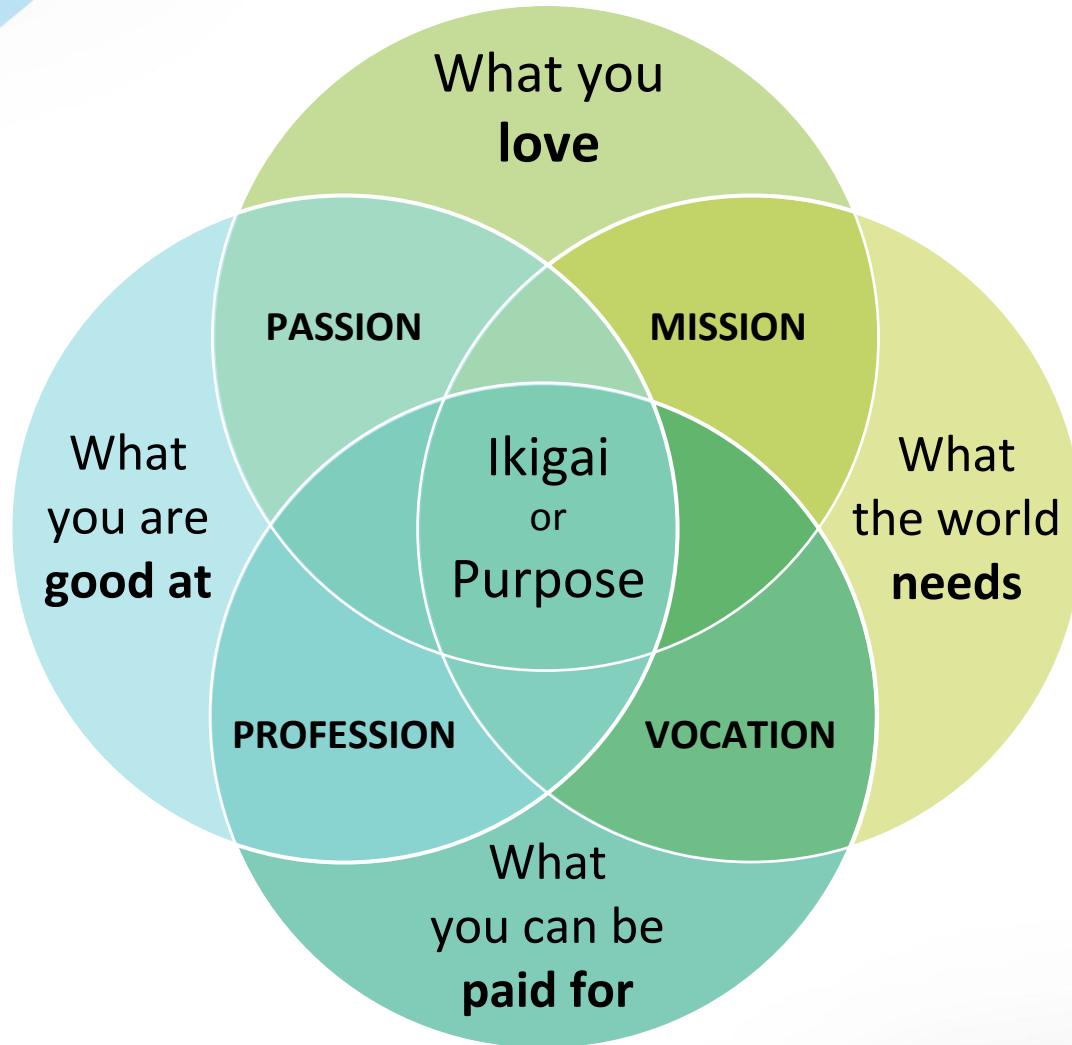 What you
love
PASSION
MISSION
What
you are
good at
Ikigai
or
Purpose
What
the world
needs
PROFESSION
VOCATION
What
you can be
paid for